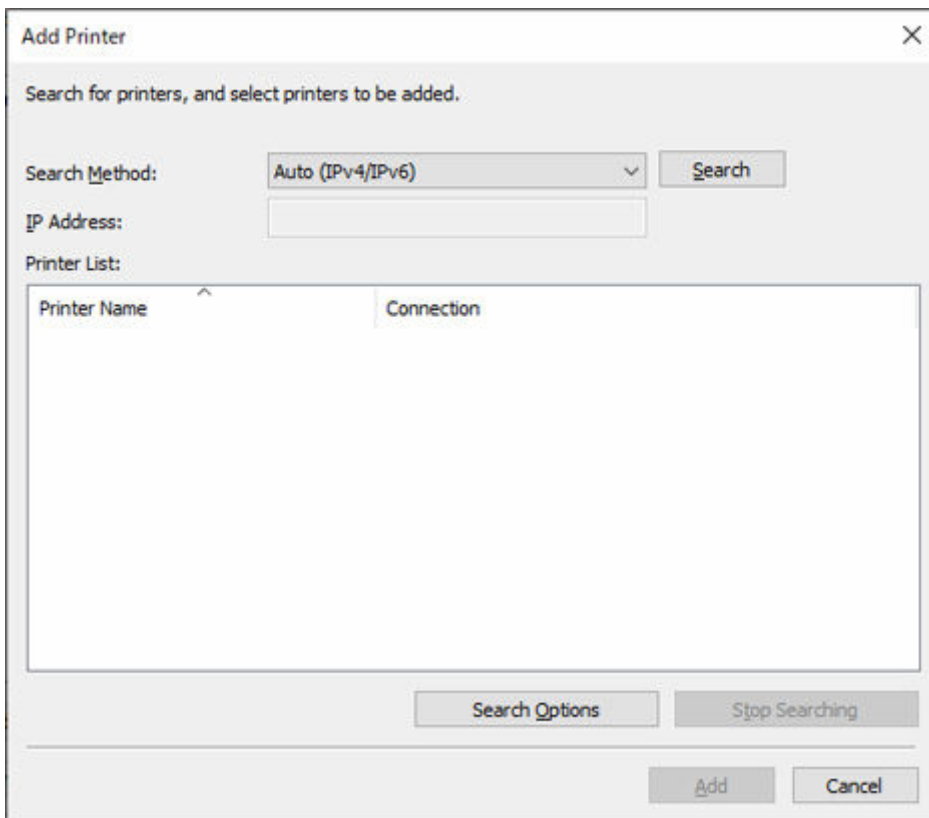 Add Printer
Search for printers, and select printers to be added.
Search Method: Auto (IPv4/IPv6) Search
IP Address:
Printer List:
Printer Name Connection
Search Options Stop Searching
Add Cancel